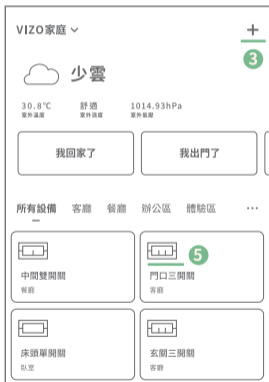 VIZO家庭
3
少雲
30.8℃ 舒適 1014.93hPa
室外溫度 室外濕度 室外氣壓
我回家了 我出門了
所有設備 客廳 餐廳 辦公區 體驗區 ...
5
中間雙開關 門口三開關
餐廳 客廳
床頭單開關 玄關三開關
臥室 客廳